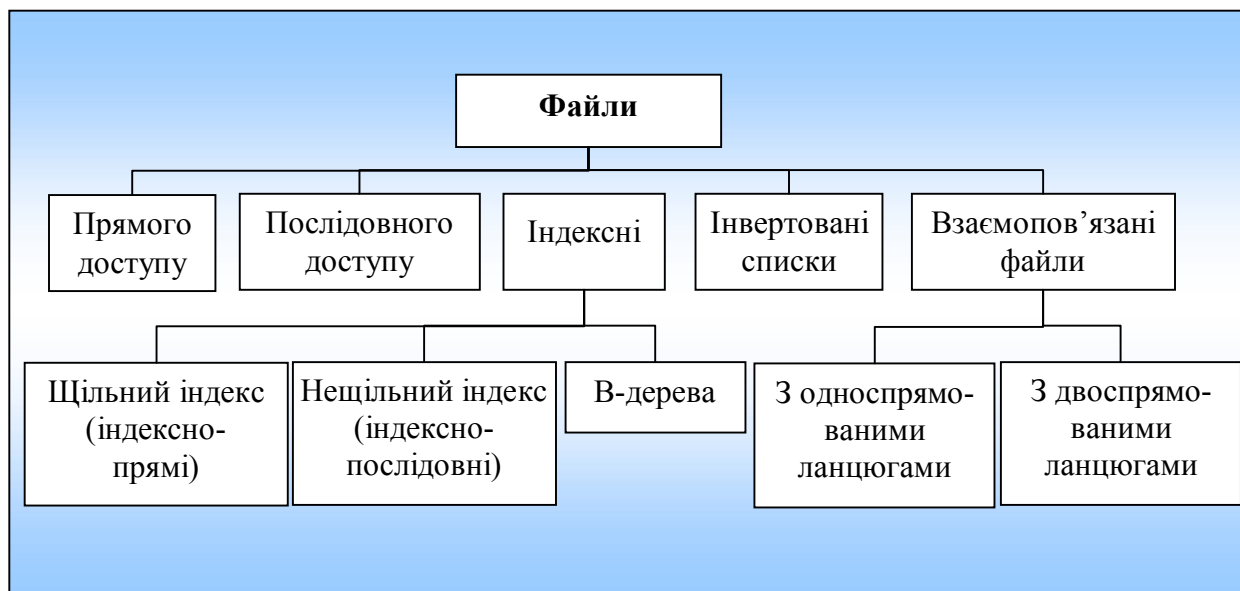 Файли
Прямого
доступу
Послідовного
доступу
Індексні
Інвертовані
списки
Взаємопов’язані
файли
Щільний індекс
(індексно-
прямі)
Нещільний індекс
(індексно-
послідовні)
В-дерева
З односпрямо-
ваними
ланцюгами
З двоспрямо-
ваними
ланцюгами